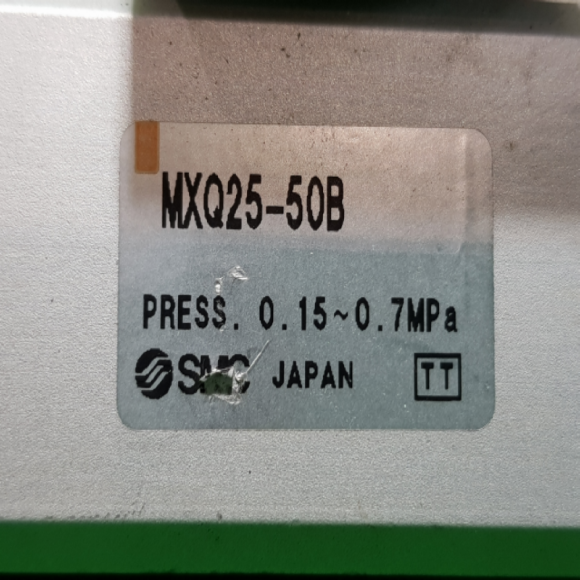 MXQ25-50B
PRESS. 0.15~0.7MPa
SMC JAPAN TT